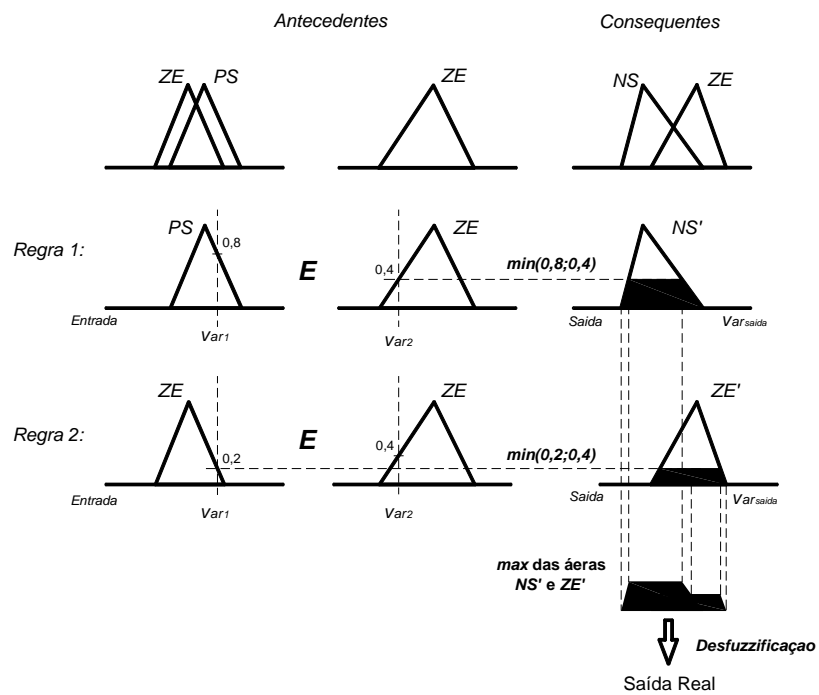 Antecedentes
Consequentes
ZE
PS
ZE
NS
ZE
Regra 1:
PS
0,8
E
ZE
0,4
min(0,8;0,4)
NS'
Entrada
Var1
Var2
Saida
Varsaida
Regra 2:
ZE
0,2
E
ZE
0,4
min(0,2;0,4)
ZE'
Entrada
Var1
Var2
Saida
Varsaida
max das áeras
NS' e ZE'
Desfuzzificaçao
Saída Real